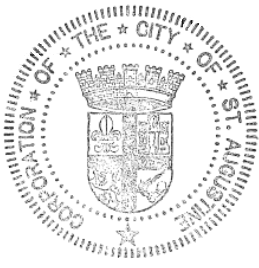 CORPORATION ★ OF ★ THE ★ CITY ★ OF ★ ST. AUGUSTINE